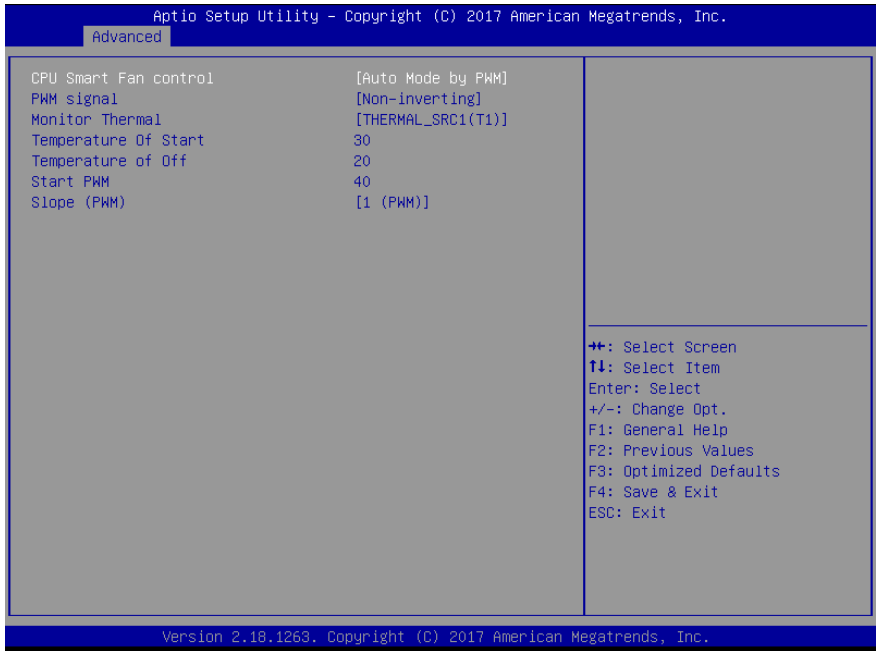 Aptio Setup Utility – Copyright (C) 2017 American Megatrends, Inc.
Advanced
CPU Smart Fan control [Auto Mode by PWM]
PWM signal [Non-inverting]
Monitor Thermal [THERMAL_SRC1(T1)]
Temperature Of Start 30
Temperature of Off 20
Start PWM 40
Slope (PWM) [1 (PWM)]
→←: Select Screen
↑↓: Select Item
Enter: Select
+/-: Change Opt.
F1: General Help
F2: Previous Values
F3: Optimized Defaults
F4: Save & Exit
ESC: Exit
Version 2.18.1263. Copyright (C) 2017 American Megatrends, Inc.